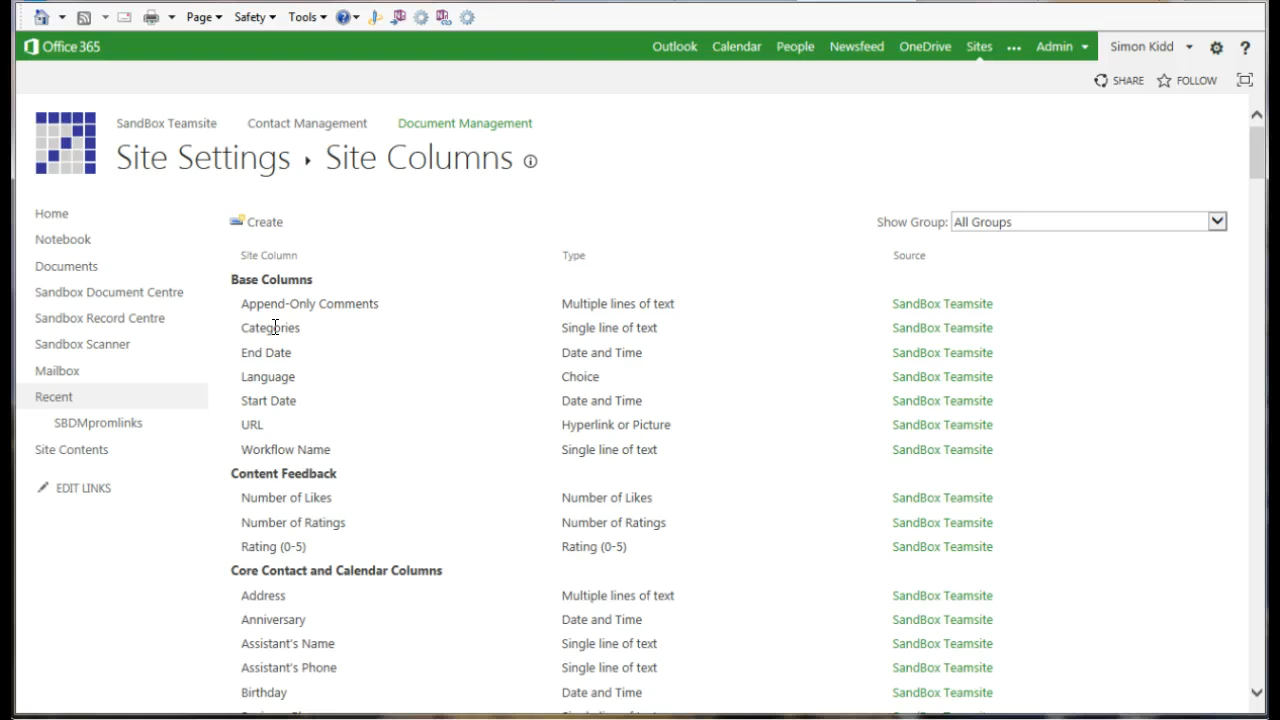 Page Safety Tools
Office 365 Outlook Calendar People Newsfeed OneDrive Sites ... Admin Simon Kidd ?
SHARE FOLLOW
SandBox Teamsite Contact Management Document Management
Site Settings Site Columns
Home
Notebook
Documents
Sandbox Document Centre
Sandbox Record Centre
Sandbox Scanner
Mailbox
Recent
SBDMpromlinks
Site Contents
EDIT LINKS
Create Show Group: All Groups
Site Column Type Source
Base Columns
Append-Only Comments Multiple lines of text SandBox Teamsite
Categories Single line of text SandBox Teamsite
End Date Date and Time SandBox Teamsite
Language Choice SandBox Teamsite
Start Date Date and Time SandBox Teamsite
URL Hyperlink or Picture SandBox Teamsite
Workflow Name Single line of text SandBox Teamsite
Content Feedback
Number of Likes Number of Likes SandBox Teamsite
Number of Ratings Number of Ratings SandBox Teamsite
Rating (0-5) Rating (0-5) SandBox Teamsite
Core Contact and Calendar Columns
Address Multiple lines of text SandBox Teamsite
Anniversary Date and Time SandBox Teamsite
Assistant's Name Single line of text SandBox Teamsite
Assistant's Phone Single line of text SandBox Teamsite
Birthday Date and Time SandBox Teamsite